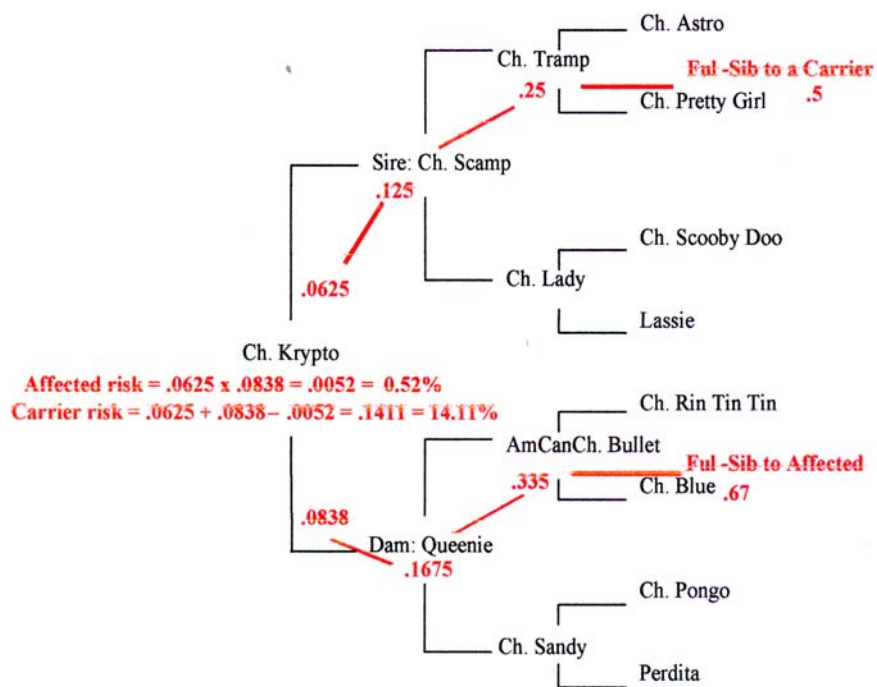 Ch. Astro
Ch. Tramp
Ful -Sib to a Carrier
.25
Ch. Pretty Girl
.5
Sire: Ch. Scamp
.125
Ch. Scooby Doo
.0625
Ch. Lady
Lassie
Ch. Krypto
Affected risk = .0625 x .0838 = .0052 = 0.52%
Carrier risk = .0625 + .0838– .0052 = .1411 = 14.11%
Ch. Rin Tin Tin
AmCanCh. Bullet
Ful -Sib to Affected
.335
Ch. Blue
.67
.0838
Dam: Queenie
.1675
Ch. Pongo
Ch. Sandy
Perdita